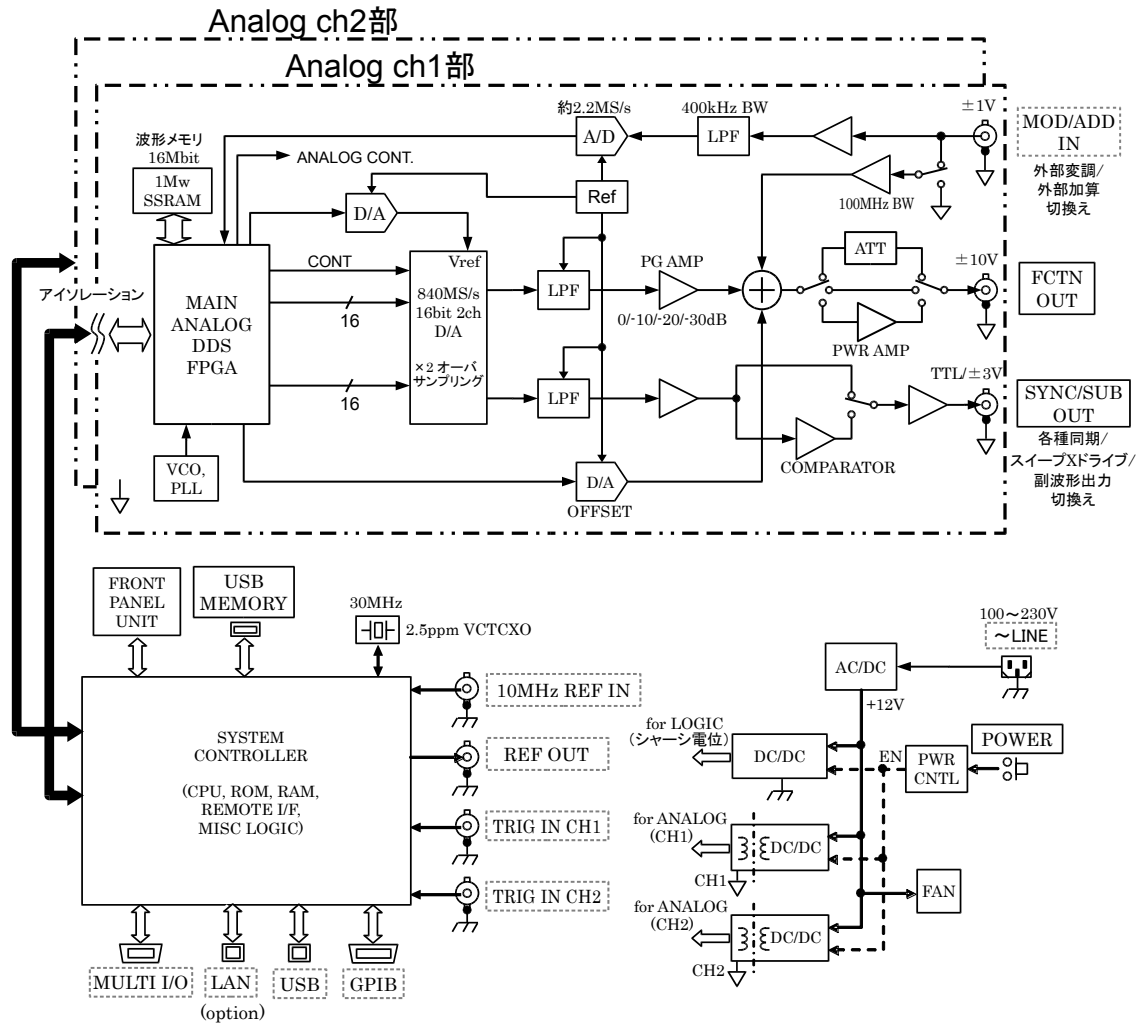 Analog ch2部
Analog ch1部
波形メモリ
16Mbit
1Mw
SSRAM
ANALOG CONT.
約2.2MS/s
A/D
400kHz BW
LPF
±1V
MOD/ADD
IN
外部変調/
外部加算
切換え
D/A
Ref
100MHz BW
アイソレーション
MAIN
ANALOG
DDS
FPGA
CONT
16
16
Vref
840MS/s
16bit 2ch
D/A
×2 オーバ
サンプリング
LPF
PG AMP
0/-10/-20/-30dB
ATT
PWR AMP
±10V
FCTN
OUT
LPF
COMPARATOR
TTL/±3V
SYNC/SUB
OUT
各種同期/
スイープXドライブ/
副波形出力
切換え
VCO,
PLL
D/A
OFFSET
FRONT
PANEL
UNIT
USB
MEMORY
30MHz
2.5ppm VCTCXO
SYSTEM
CONTROLLER
(CPU, ROM, RAM,
REMOTE I/F,
MISC LOGIC)
10MHz REF IN
REF OUT
TRIG IN CH1
TRIG IN CH2
MULTI I/O
LAN
(option)
USB
GPIB
100～230V
～LINE
AC/DC
+12V
for LOGIC
(シャーシ電位)
DC/DC
EN
PWR
CNTL
POWER
for ANALOG
(CH1)
DC/DC
CH1
FAN
for ANALOG
(CH2)
DC/DC
CH2